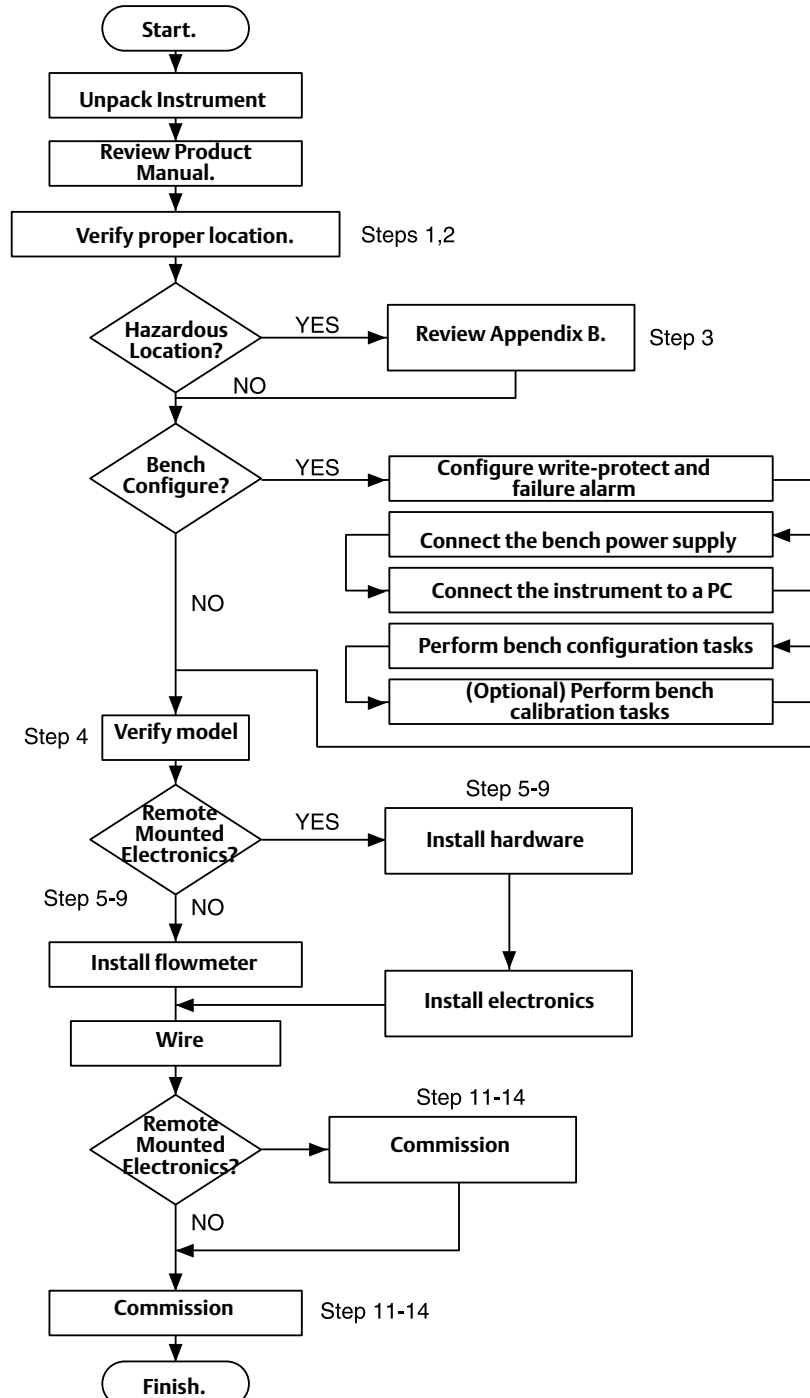 Start.
Unpack Instrument
Review Product
Manual.
Verify proper location.
Steps 1,2
Hazardous
Location?
YES
Review Appendix B.
Step 3
NO
Bench
Configure?
YES
Configure write-protect and
failure alarm
Connect the bench power supply
Connect the instrument to a PC
NO
Perform bench configuration tasks
(Optional) Perform bench
calibration tasks
Step 4
Verify model
Remote
Mounted
Electronics?
YES
Step 5-9
Install hardware
Step 5-9
NO
Install flowmeter
Install electronics
Wire
Remote
Mounted
Electronics?
Step 11-14
Commission
NO
Commission
Step 11-14
Finish.